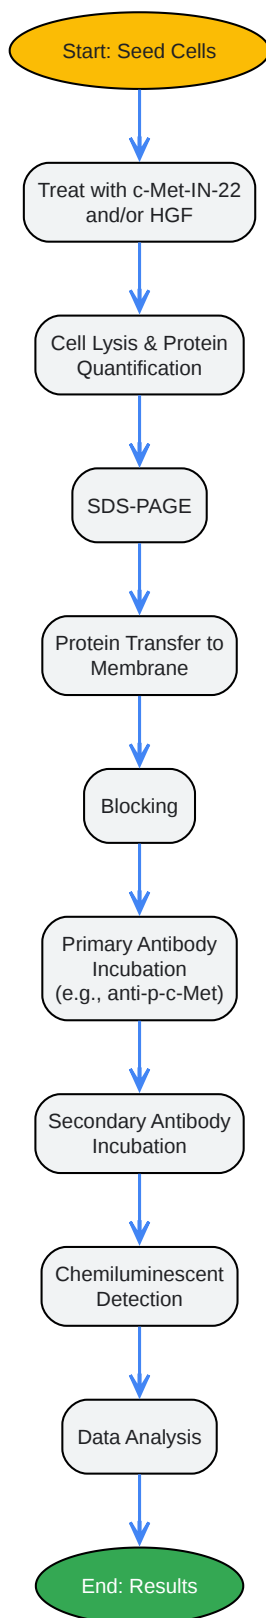 Start: Seed Cells
Treat with c-Met-IN-22
and/or HGF
Cell Lysis & Protein
Quantification
SDS-PAGE
Protein Transfer to
Membrane
Blocking
Primary Antibody
Incubation
(e.g., anti-p-c-Met)
Secondary Antibody
Incubation
Chemiluminescent
Detection
Data Analysis
End: Results